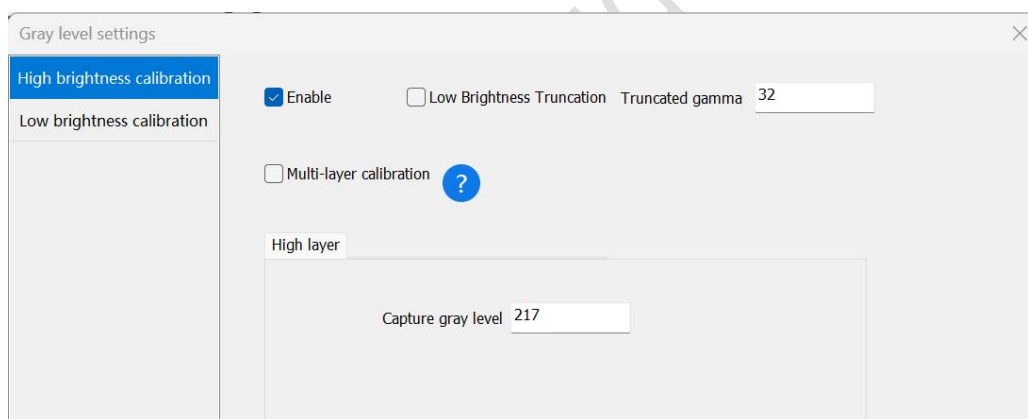 Gray level settings
High brightness calibration
Low brightness calibration
Enable
Low Brightness Truncation
Truncated gamma 32
Multi-layer calibration
?
High layer
Capture gray level 217